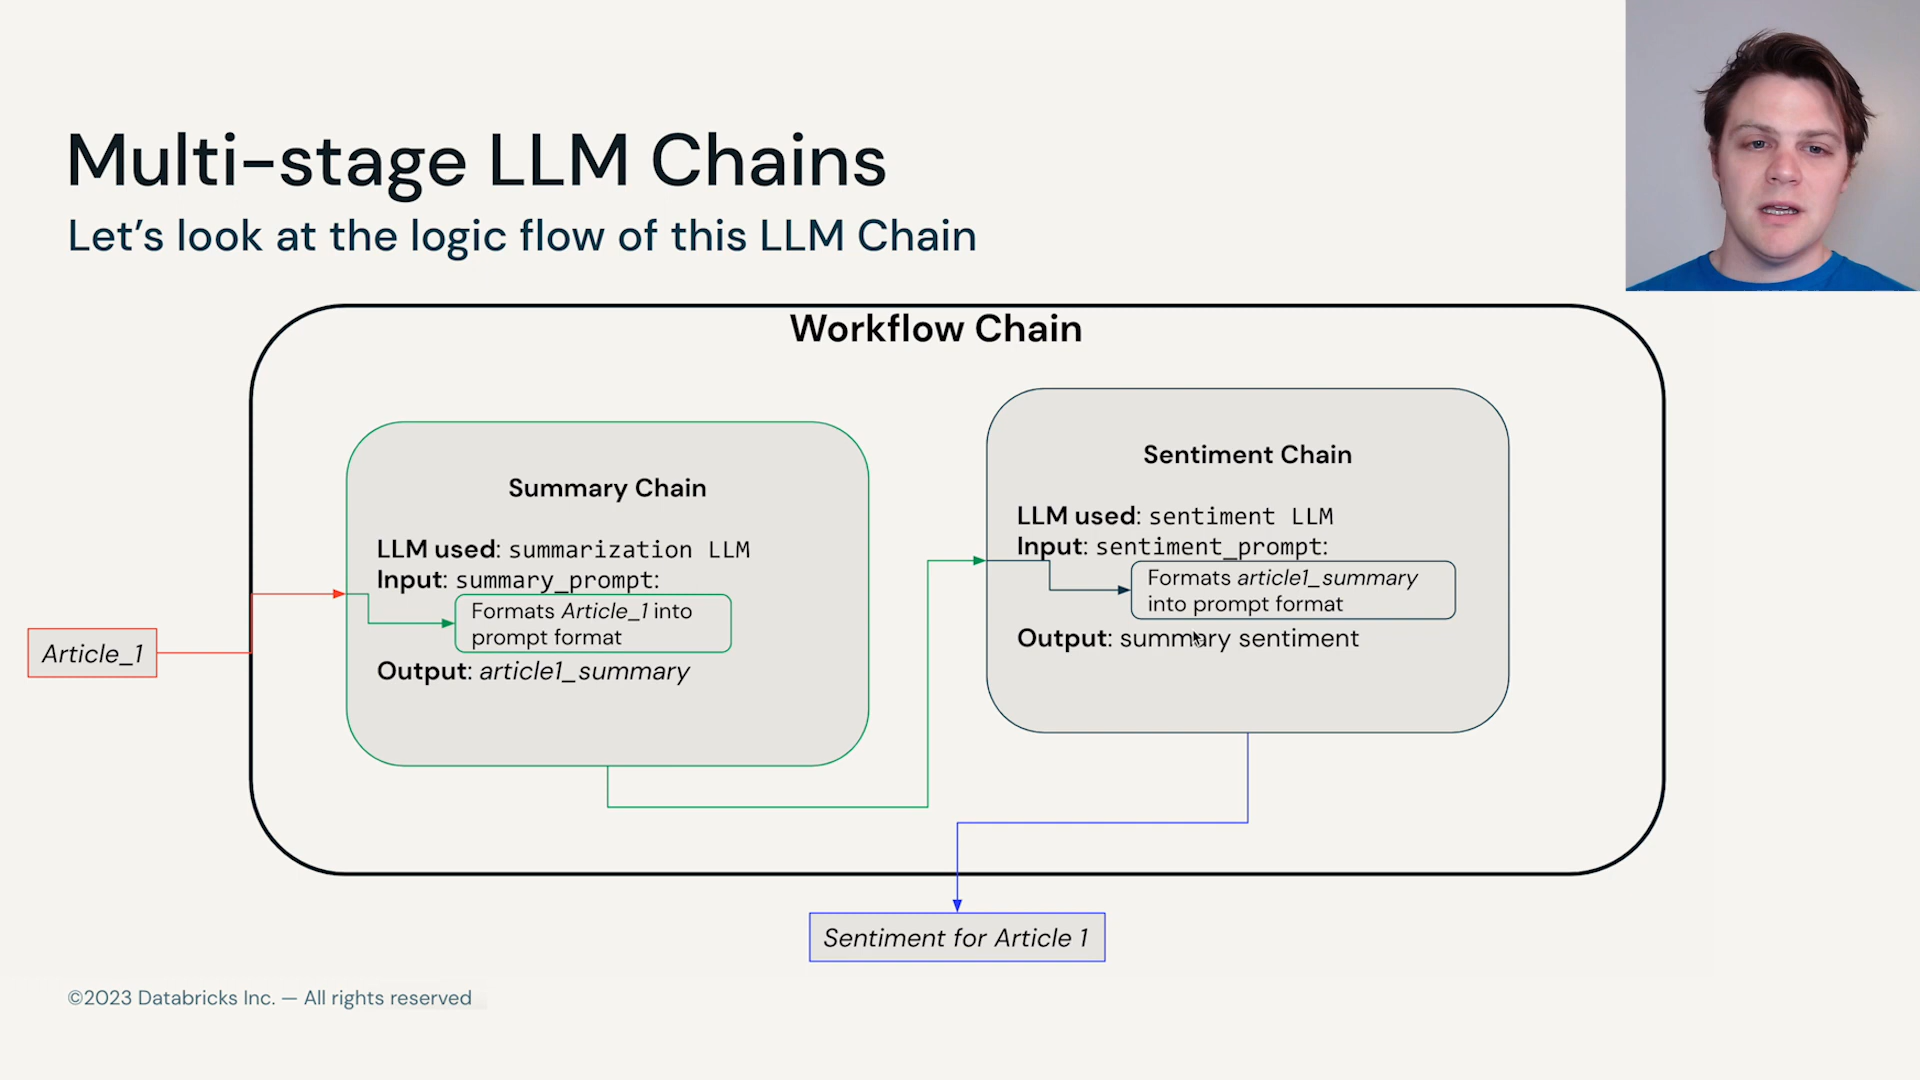 Multi-stage LLM Chains
Let's look at the logic flow of this LLM Chain
Workflow Chain
Article_1
Summary Chain
LLM used: summarization LLM
Input: summary_prompt:
Formats Article_1 into
prompt format
Output: article1_summary
Sentiment Chain
LLM used: sentiment LLM
Input: sentiment_prompt:
Formats article1_summary
into prompt format
Output: summary sentiment
Sentiment for Article 1
©2023 Databricks Inc. — All rights reserved